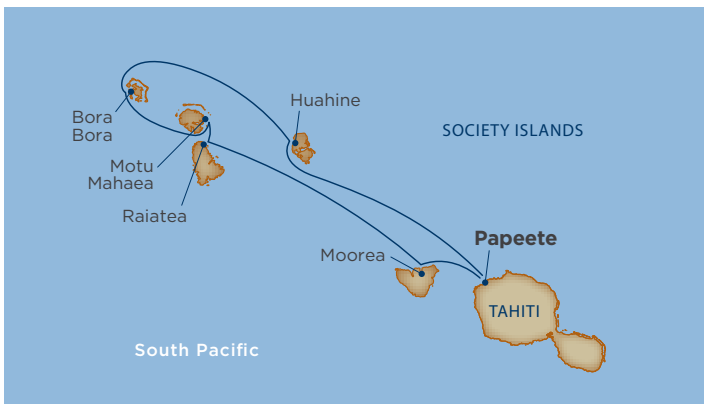 Huahine
Bora
Bora
SOCIETY ISLANDS
Motu
Mahaea
Raiatea
Papeete
Moorea
TAHITI
South Pacific